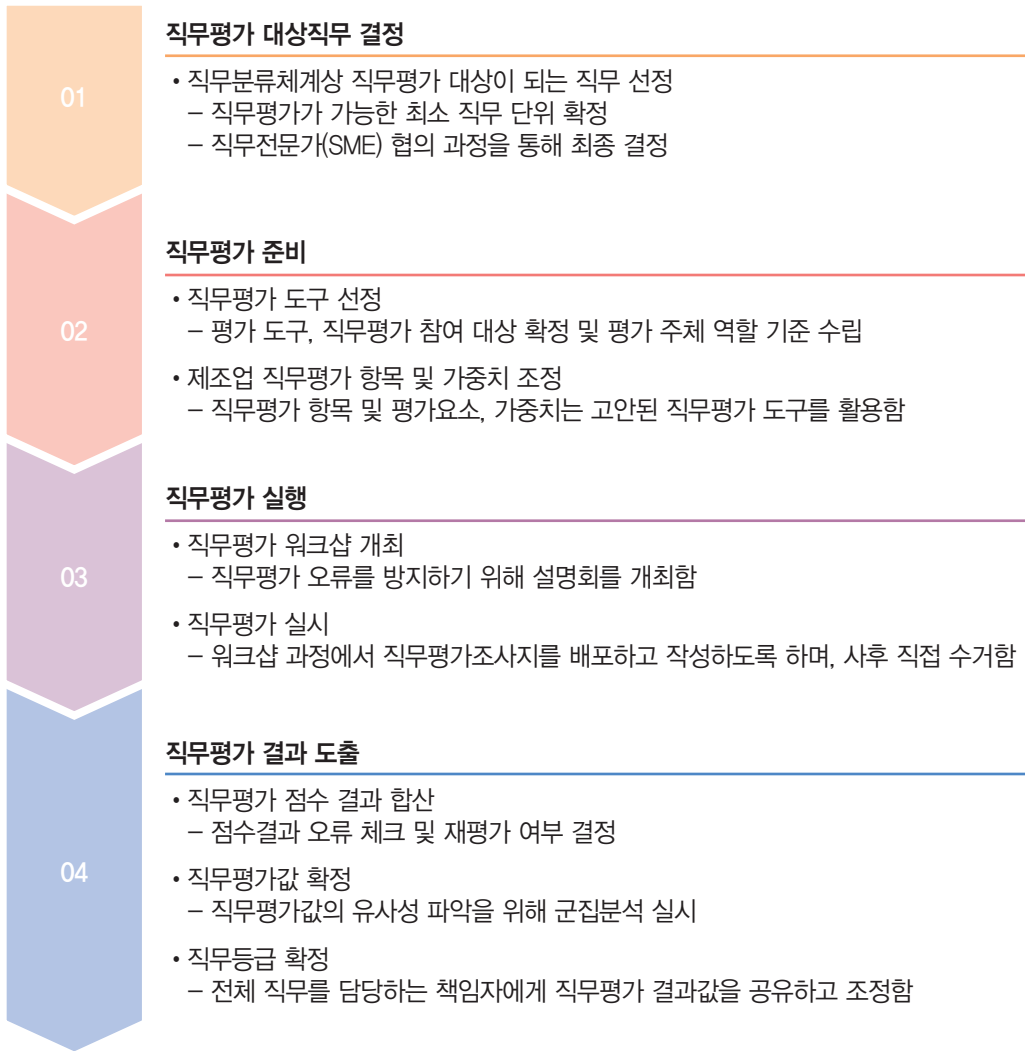 01
직무평가 대상직무 결정
• 직무분류체계상 직무평가 대상이 되는 직무 선정
– 직무평가가 가능한 최소 직무 단위 확정
– 직무전문가(SME) 협의 과정을 통해 최종 결정
02
직무평가 준비
• 직무평가 도구 선정
– 평가 도구, 직무평가 참여 대상 확정 및 평가 주체 역할 기준 수립
• 제조업 직무평가 항목 및 가중치 조정
– 직무평가 항목 및 평가요소, 가중치는 고안된 직무평가 도구를 활용함
03
직무평가 실행
• 직무평가 워크샵 개최
– 직무평가 오류를 방지하기 위해 설명회를 개최함
• 직무평가 실시
– 워크샵 과정에서 직무평가조사지를 배포하고 작성하도록 하며, 사후 직접 수거함
04
직무평가 결과 도출
• 직무평가 점수 결과 합산
– 점수결과 오류 체크 및 재평가 여부 결정
• 직무평가값 확정
– 직무평가값의 유사성 파악을 위해 군집분석 실시
• 직무등급 확정
– 전체 직무를 담당하는 책임자에게 직무평가 결과값을 공유하고 조정함